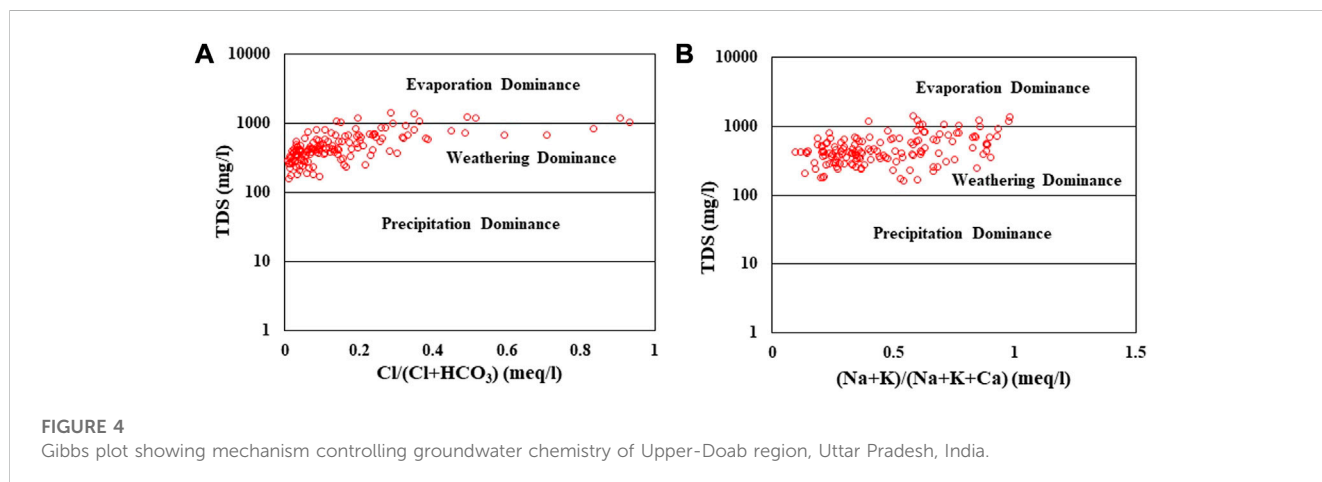 A
10000
1000
100
10
1
TDS (mg/l)
Evaporation Dominance
Weathering Dominance
Precipitation Dominance
0 0.2 0.4 0.6 0.8 1
Cl/(Cl+HCO₃) (meq/l)
B
10000
1000
100
10
1
TDS (mg/l)
Evaporation Dominance
Weathering Dominance
Precipitation Dominance
0 0.5 1 1.5
(Na+K)/(Na+K+Ca) (meq/l)
FIGURE 4
Gibbs plot showing mechanism controlling groundwater chemistry of Upper-Doab region, Uttar Pradesh, India.